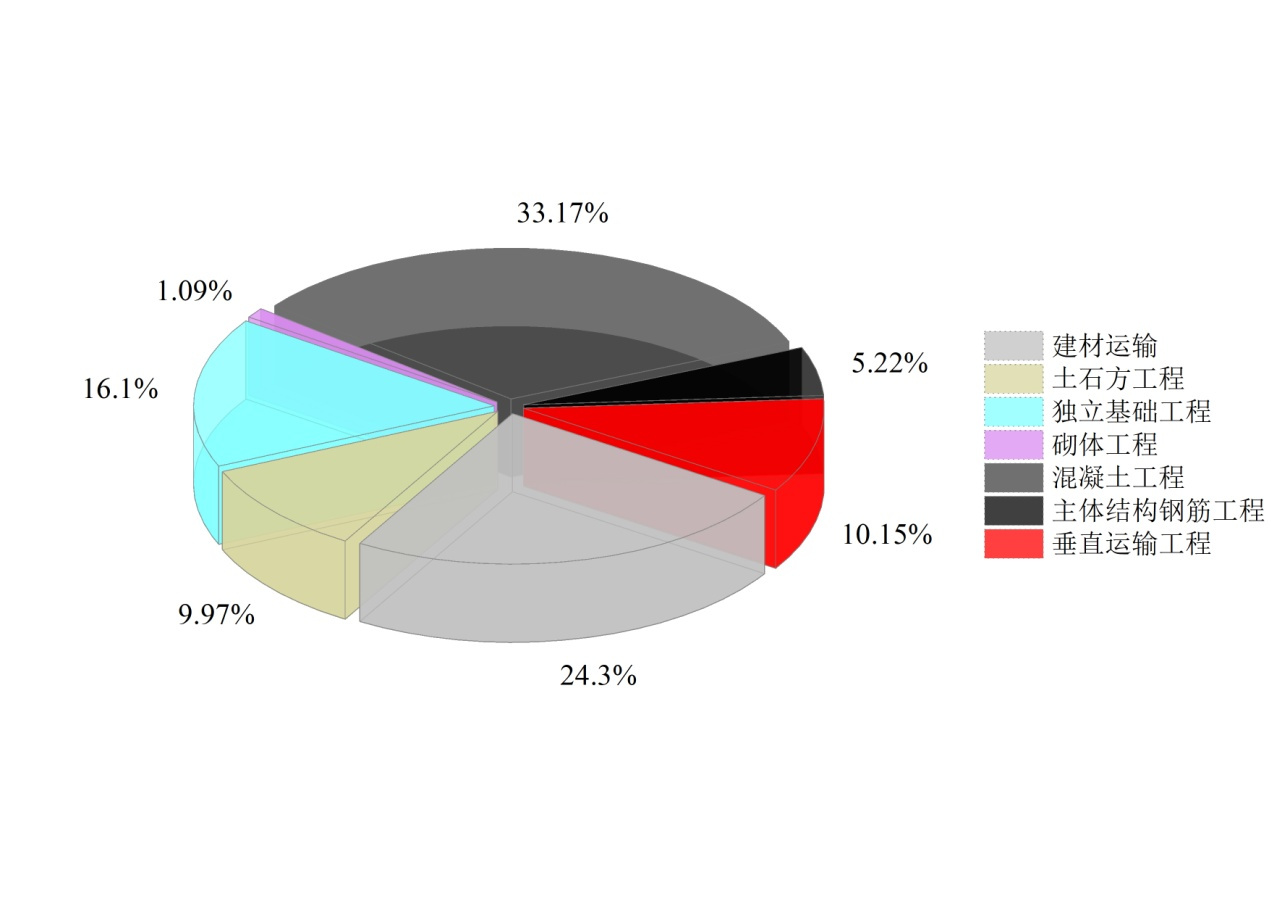 33.17%
1.09%
5.22%
16.1%
10.15%
9.97%
24.3%
建材运输
土石方工程
独立基础工程
砌体工程
混凝土工程
主体结构钢筋工程
垂直运输工程